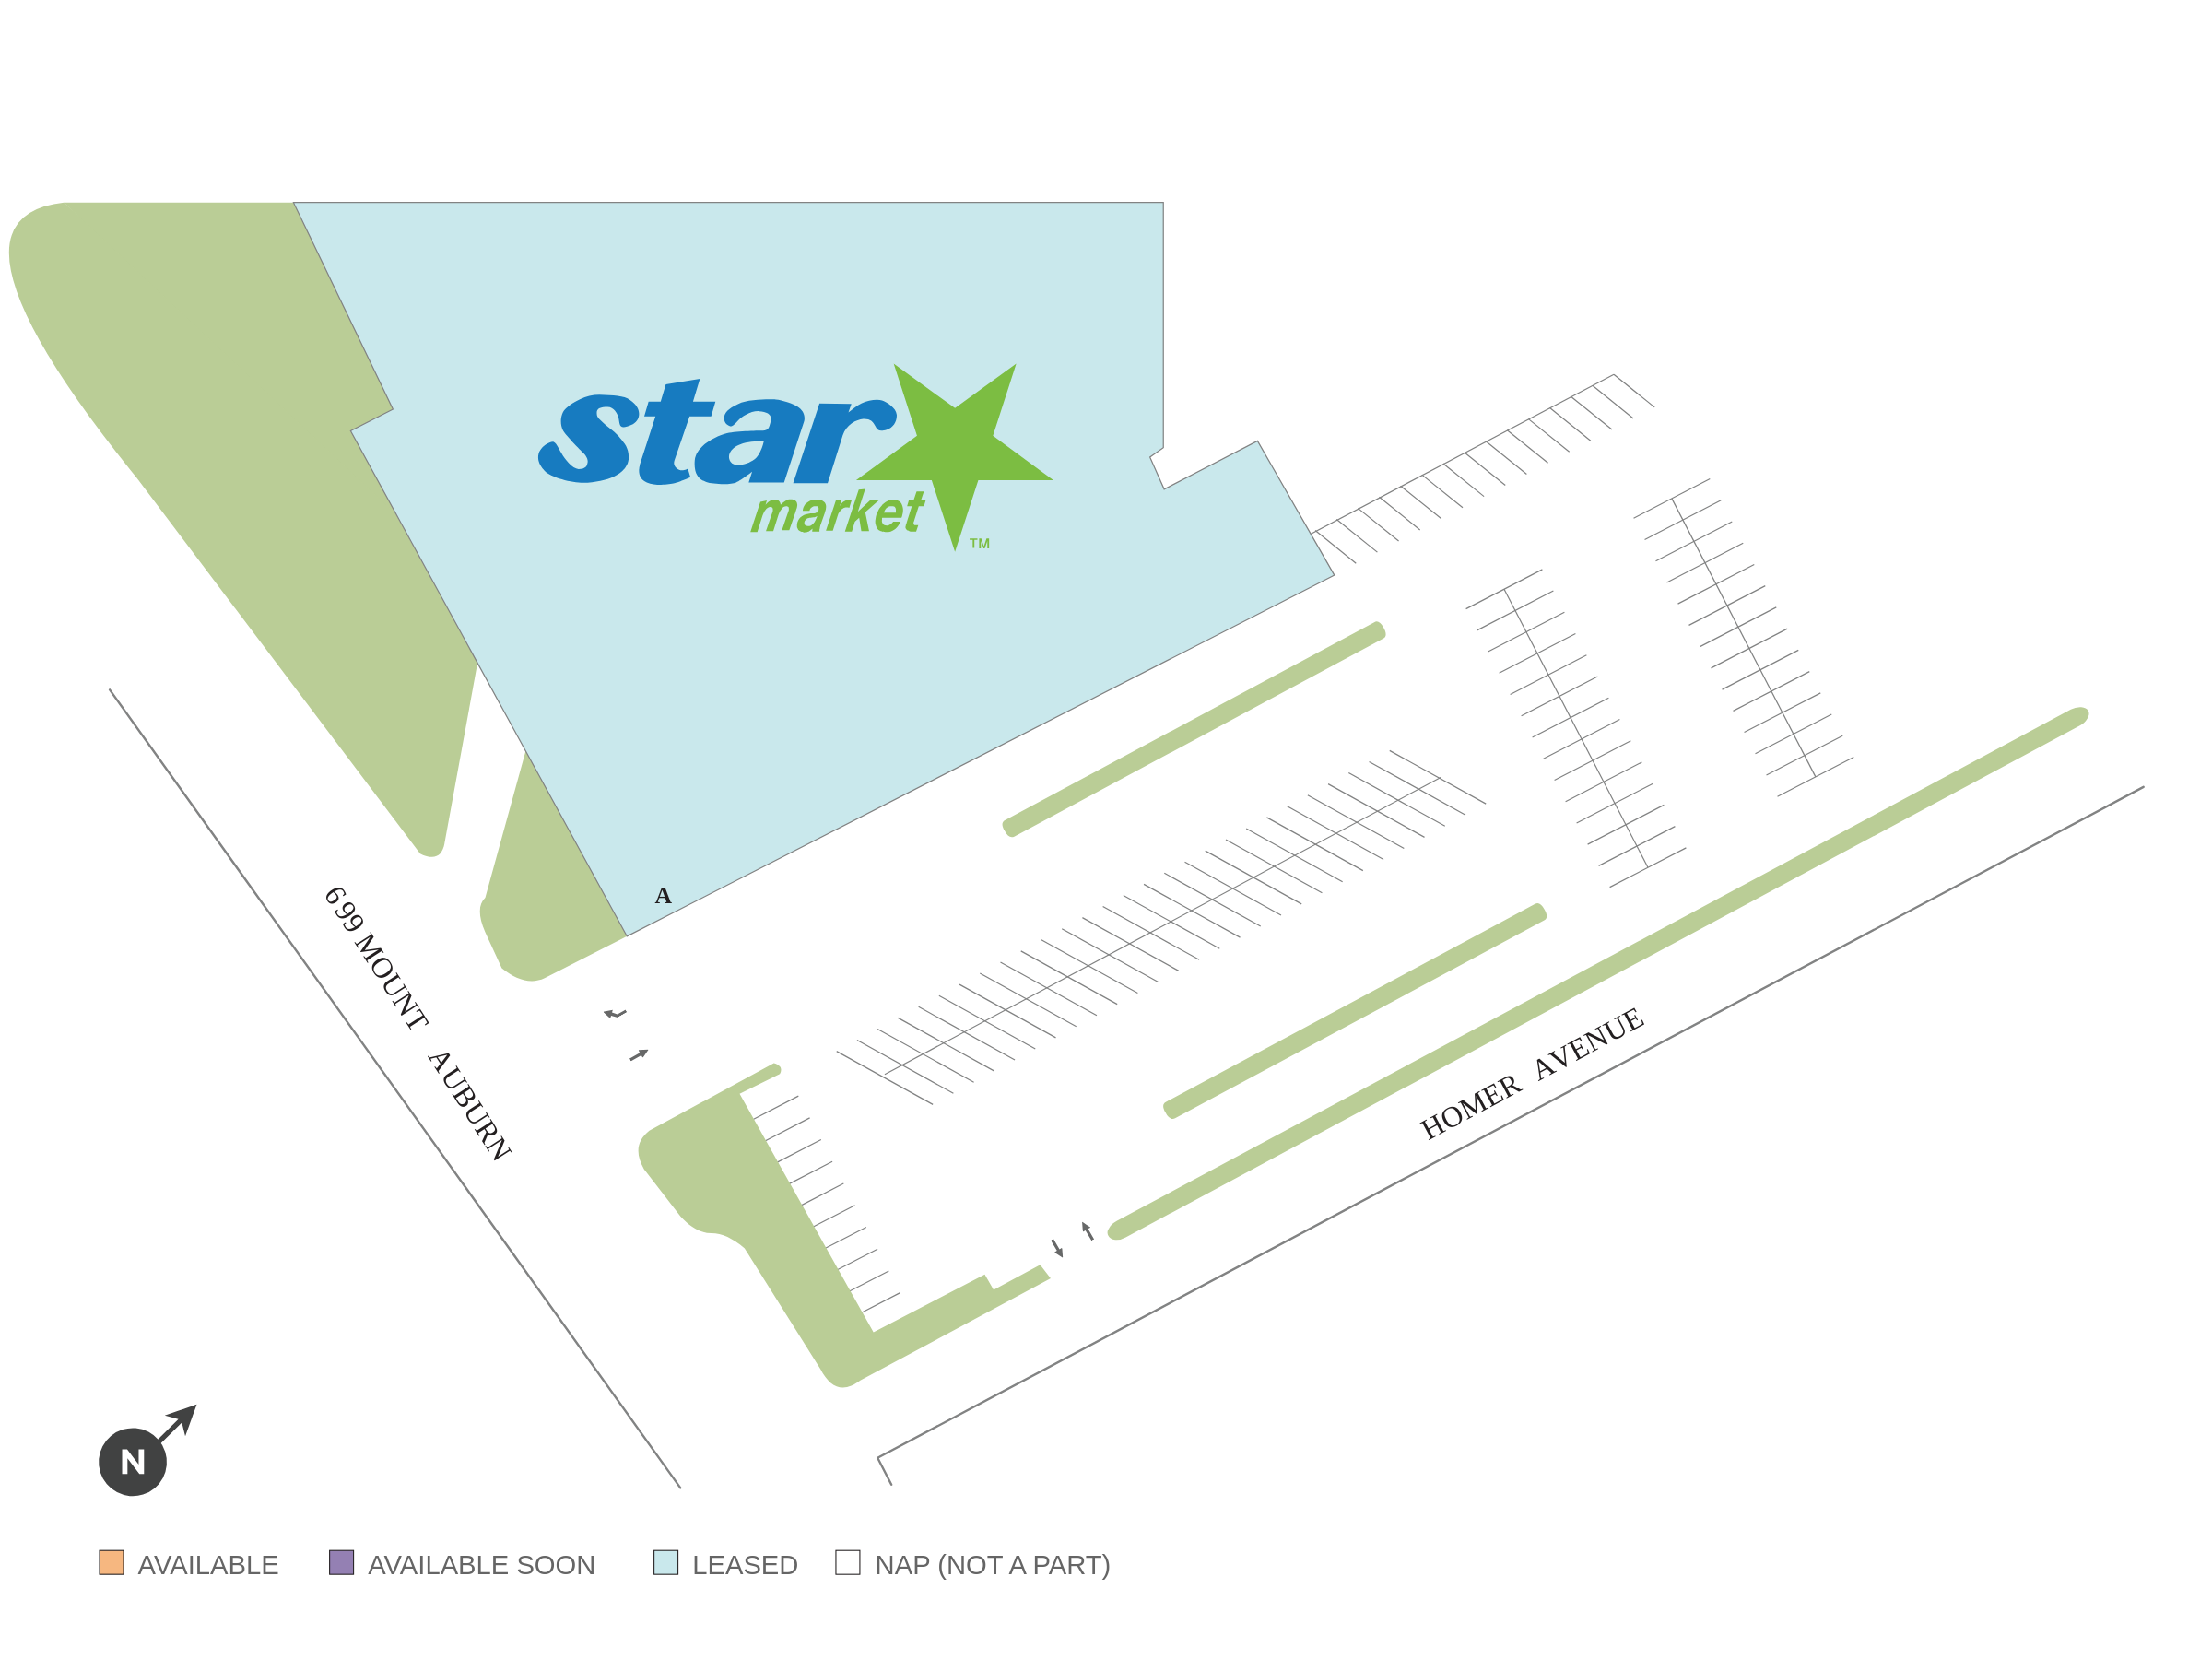 star
market
TM
A
699 MOUNT AUBURN
HOMER AVENUE
N
AVAILABLE
AVAILABLE SOON
LEASED
NAP (NOT A PART)